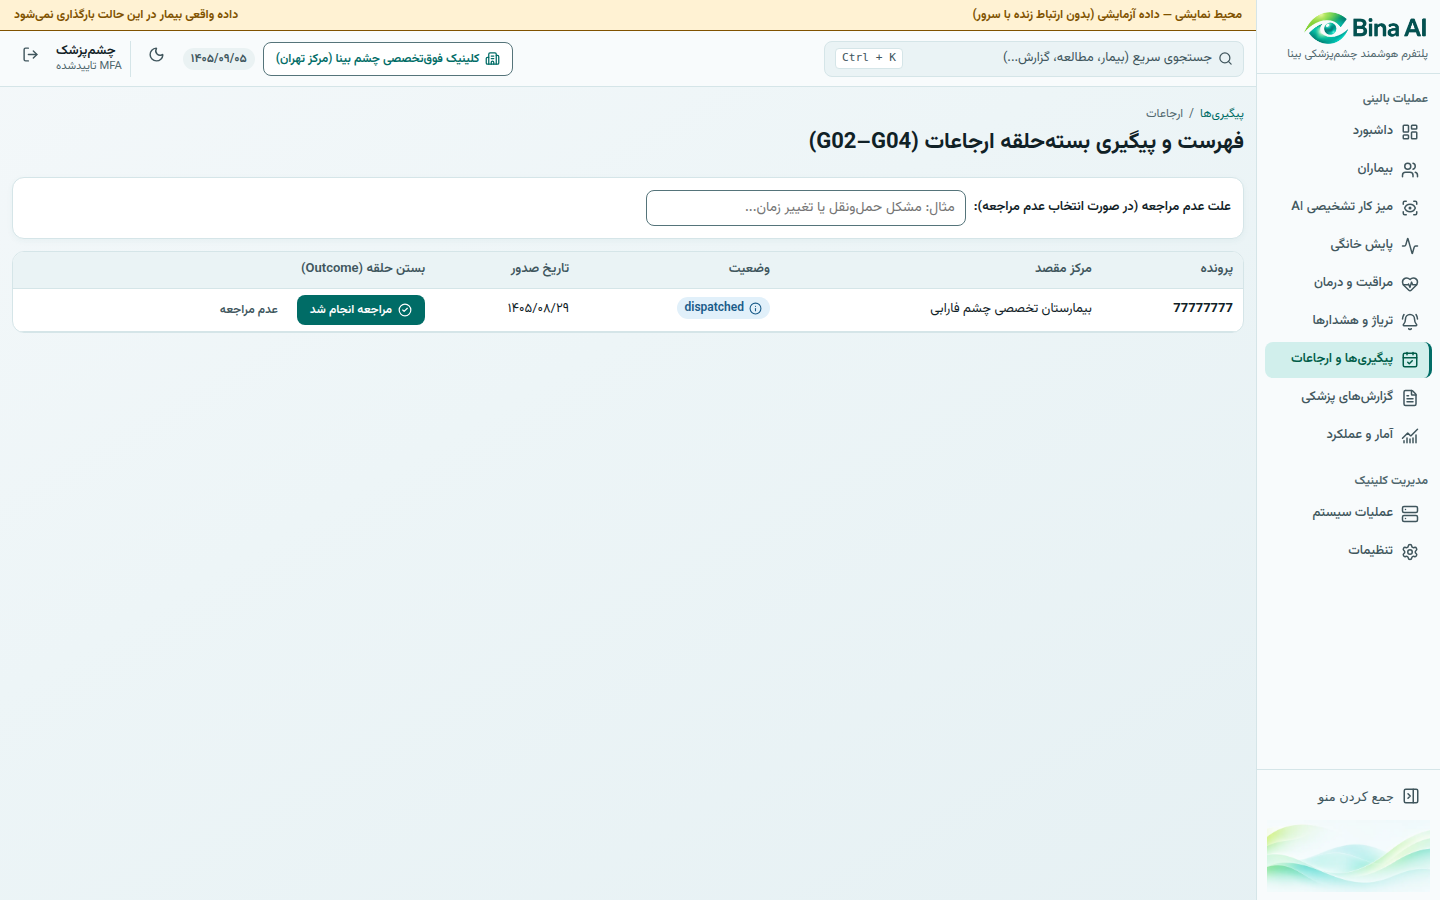 محیط نمایشی — داده آزمایشی (بدون ارتباط زنده با سرور)
داده واقعی بیمار در این حالت بارگذاری نمی‌شود
Bina AI
پلتفرم هوشمند چشم‌پزشکی بینا
عملیات بالینی
داشبورد
بیماران
میز کار تشخیصی AI
پایش خانگی
مراقبت و درمان
تریاژ و هشدارها
پیگیری‌ها و ارجاعات
گزارش‌های پزشکی
آمار و عملکرد
مدیریت کلینیک
عملیات سیستم
تنظیمات
جمع کردن منو
جستجوی سریع (بیمار، مطالعه، گزارش...)
Ctrl + K
کلینیک فوق‌تخصصی چشم بینا (مرکز تهران)
۱۴۰۵/۰۹/۰۵
چشم‌پزشک
MFA تاییدشده
پیگیری‌ها / ارجاعات
فهرست و پیگیری بسته‌حلقه ارجاعات (G02–G04)
علت عدم مراجعه (در صورت انتخاب عدم مراجعه):
مثال: مشکل حمل‌ونقل یا تغییر زمان...
پرونده
مرکز مقصد
وضعیت
تاریخ صدور
بستن حلقه (Outcome)
77777777
بیمارستان تخصصی چشم فارابی
dispatched
۱۴۰۵/۰۸/۲۹
مراجعه انجام شد
عدم مراجعه